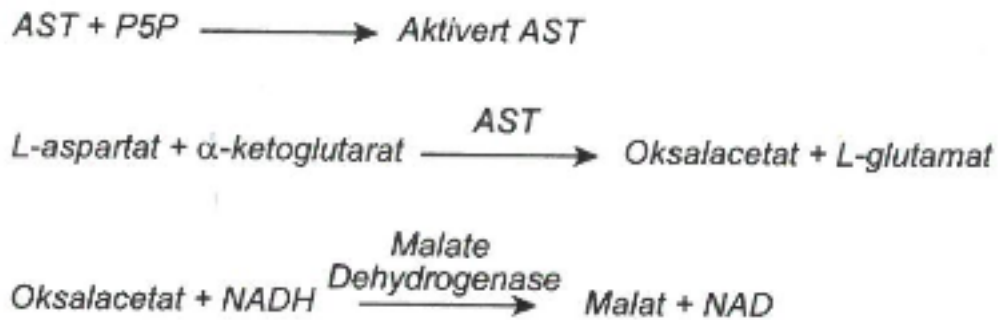 AST + P5P ⟶ Aktivert AST
AST
L-aspartat + α-ketoglutarat ⟶ Oksalacetat + L-glutamat
Malate
Dehydrogenase
Oksalacetat + NADH ⟶ Malat + NAD